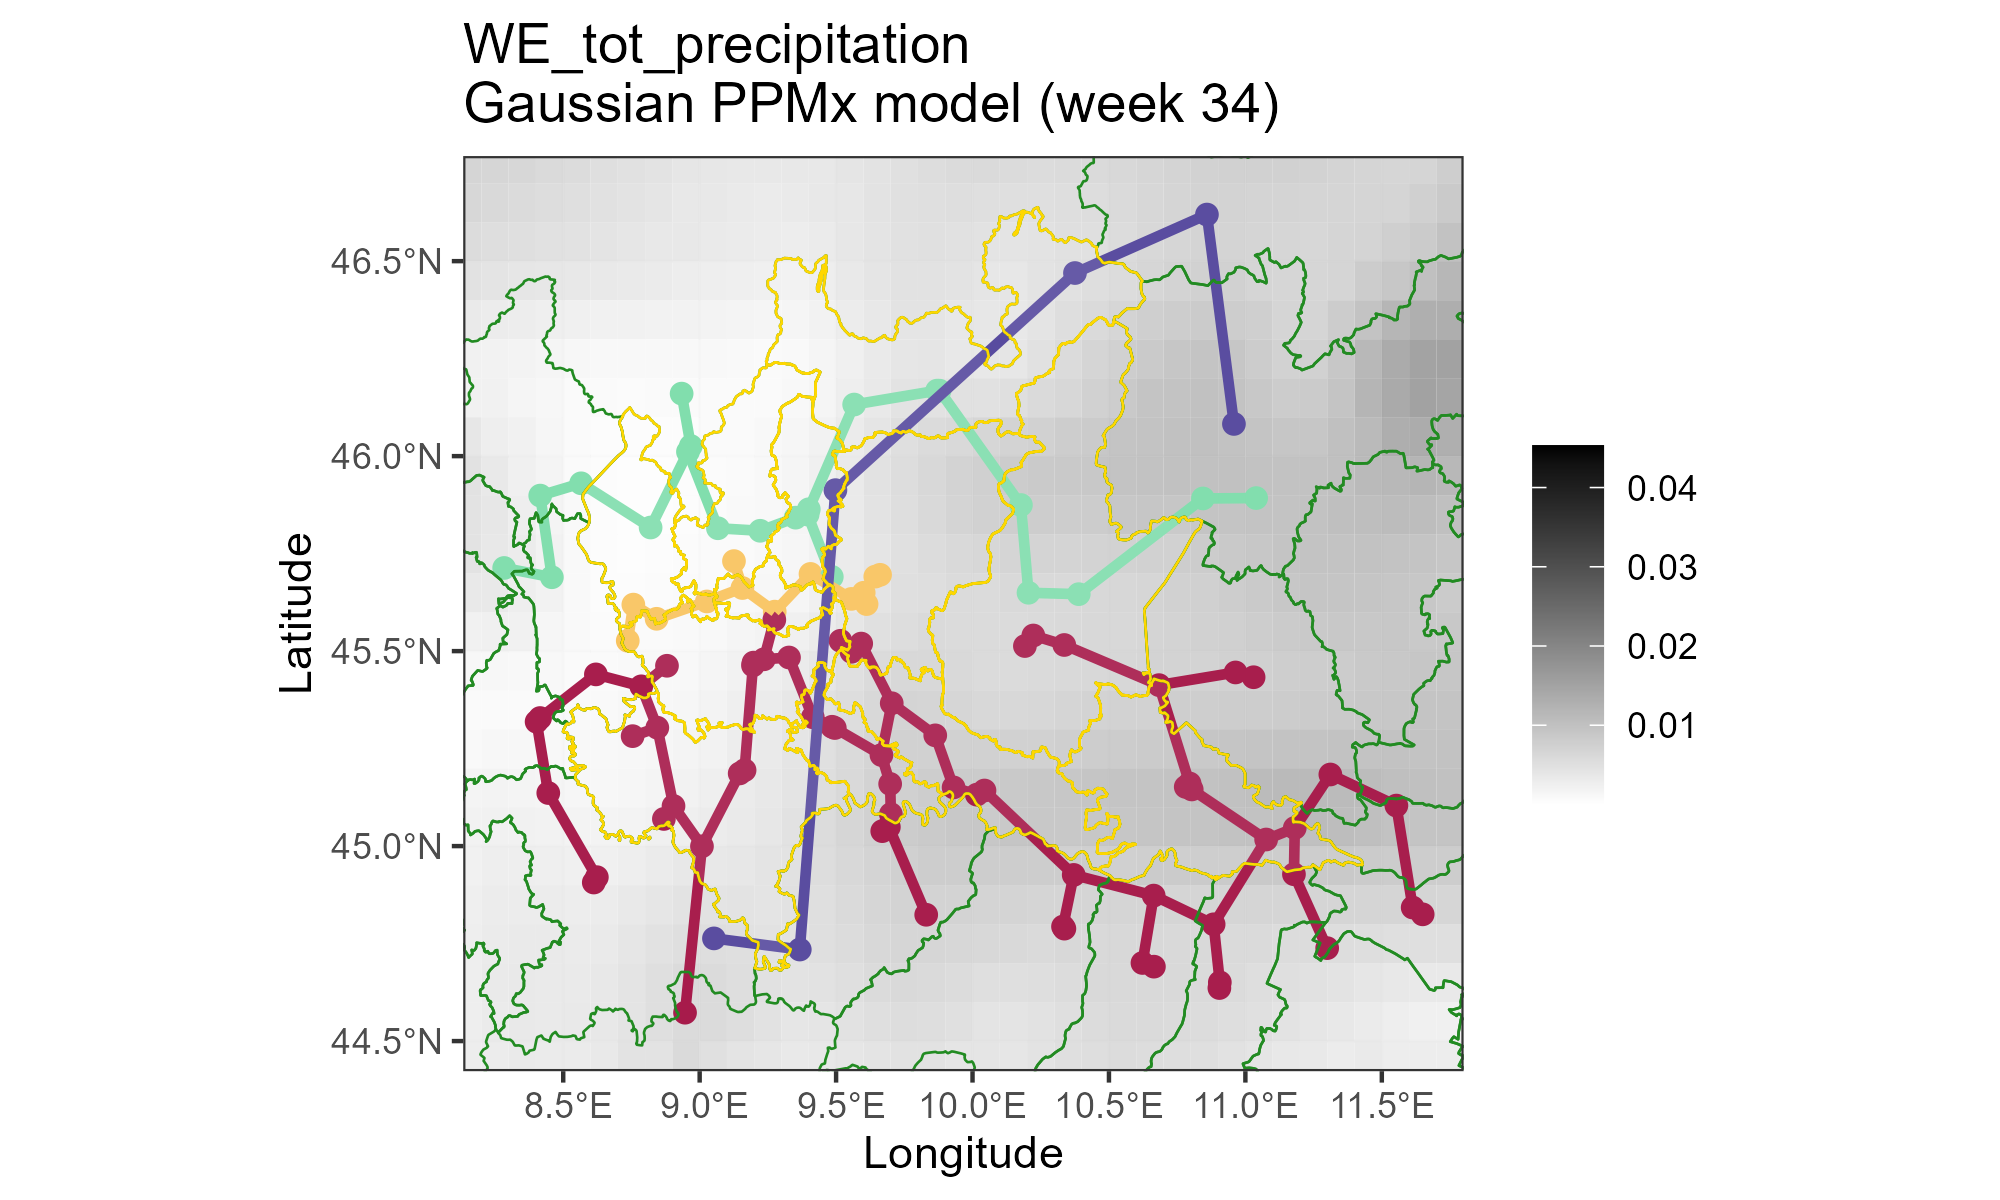 WE_tot_precipitation
Gaussian PPMx model (week 34)
46.5°N
46.0°N
45.5°N
45.0°N
44.5°N
Latitude
8.5°E 9.0°E 9.5°E 10.0°E 10.5°E 11.0°E 11.5°E
Longitude
0.04
0.03
0.02
0.01